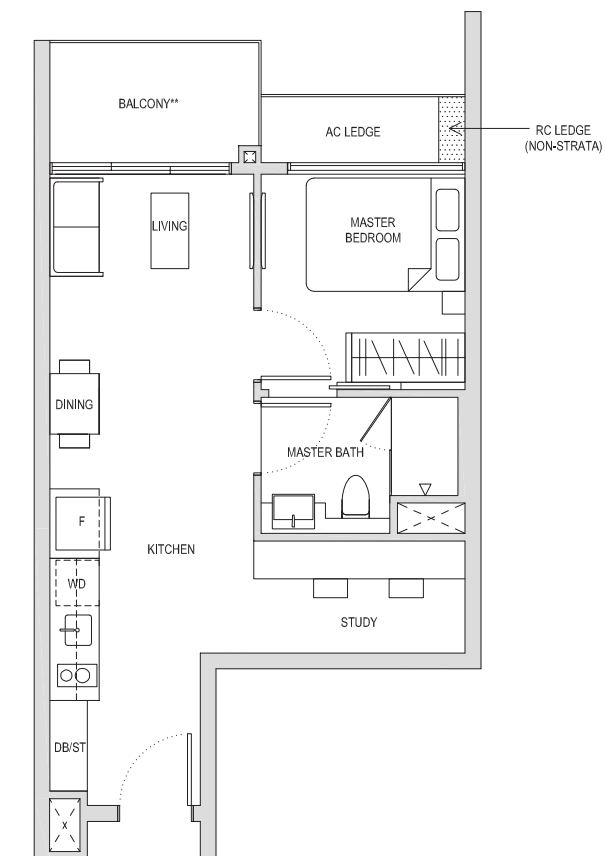 BALCONY**
AC LEDGE
RC LEDGE
(NON-STRATA)
LIVING
MASTER
BEDROOM
DINING
MASTER BATH
F
KITCHEN
WD
STUDY
DB/ST